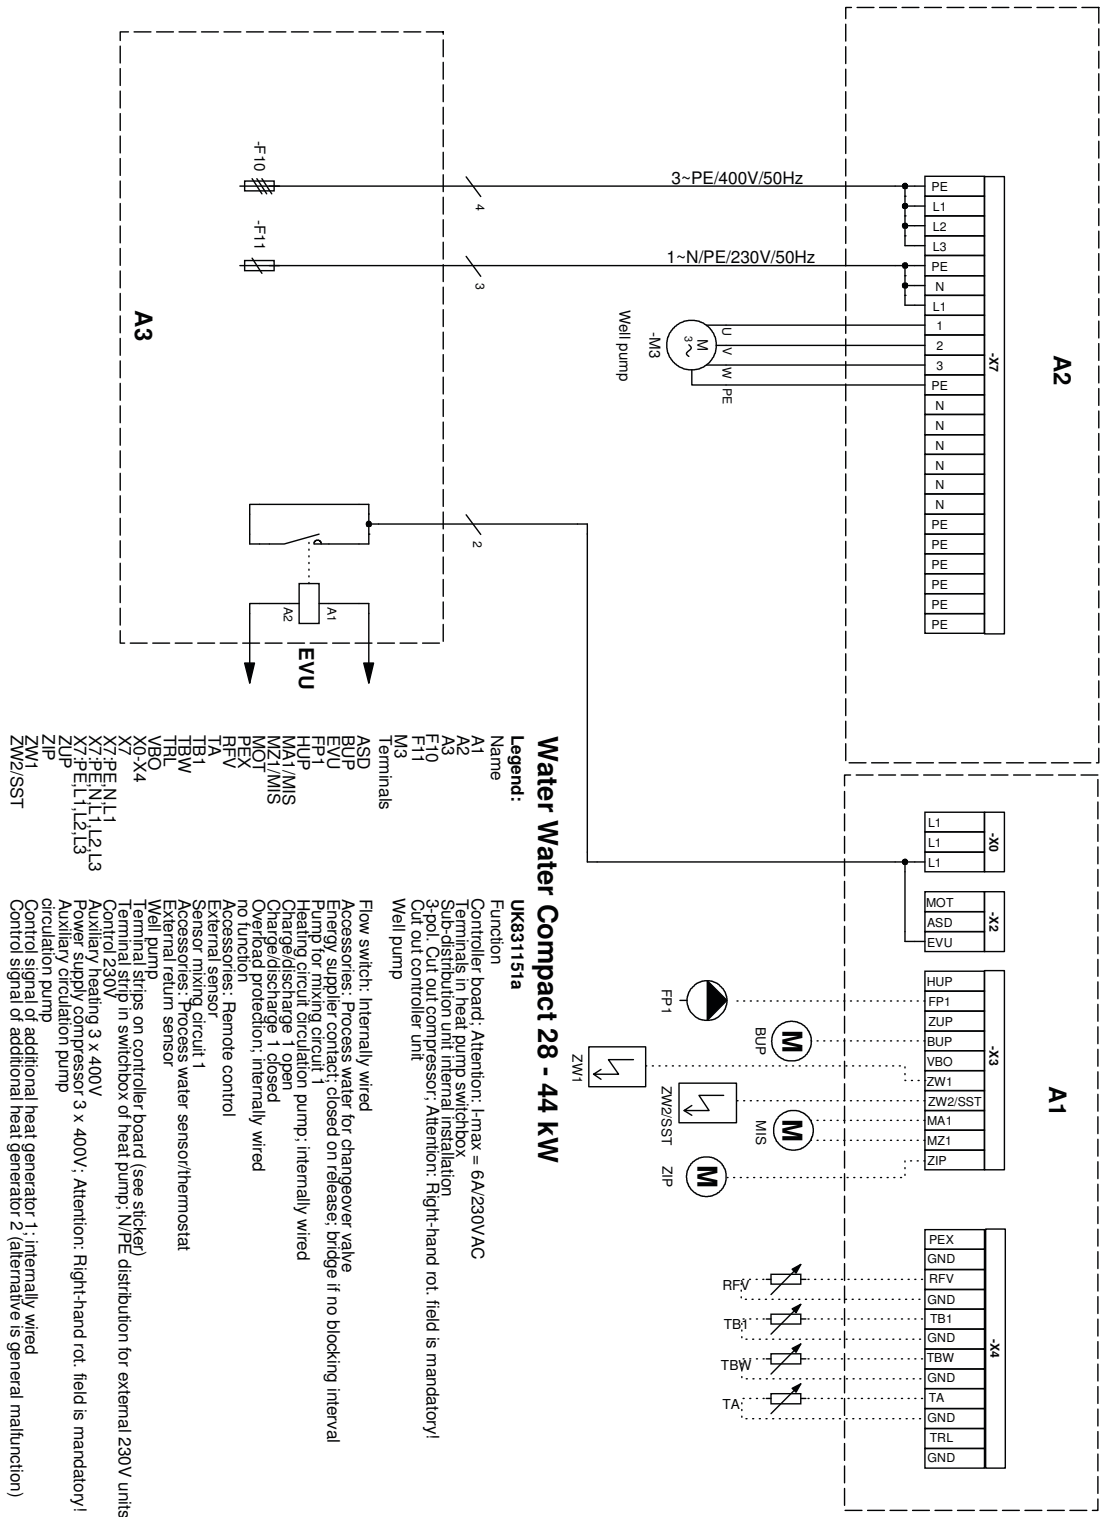 A2
-X7
PE
L1
L2
L3
PE
N
L1
1
2
3
PE
N
N
N
N
N
N
PE
PE
PE
PE
PE
PE
3~PE/400V/50Hz
1~N/PE/230V/50Hz
4
3
2
-F10
-F11
A3
U
V
W
PE
M
3~
-M3
Well pump
A1
A2
EVU
A1
-X0
L1
L1
L1
-X2
MOT
ASD
EVU
-X3
HUP
FP1
ZUP
BUP
VBO
ZW1
ZW2/SST
MA1
MZ1
ZIP
-X4
PEX
GND
RFV
GND
TB1
GND
TBW
GND
TA
GND
TRL
GND
FP1
M
BUP
ZW1
ZW2/SST
M
MIS
M
ZIP
RFV
TB1
TBW
TA
Water Water Compact 28 - 44 kW
Legend: UK831151a
Name Function
A1 Controller board; Attention: I-max = 6A/230VAC
A2 Terminals in heat pump switchbox
A3 Sub-distribution unit internal installation
F10 3-pol. Cut out compressor; Attention: Right-hand rot. field is mandatory!
F11 Cut out controller unit
M3 Well pump
Terminals
ASD Flow switch: Internally wired
BUP Accessories: Process water for changeover valve
EVU Energy supplier contact; closed on release; bridge if no blocking interval
FP1 Pump for mixing circuit 1
HUP Heating circuit circulation pump; internally wired
MA1/MIS Charge/discharge 1 open
MZ1/MIS Charge/discharge 1 closed
MOT Overload protection; internally wired
PEX no function
RFV Accessories: Remote control
TA External sensor
TB1 Sensor mixing circuit 1
TBW Accessories: Process water sensor/thermostat
TRL External return sensor
VBO Well pump
X0-X4 Terminal strips on controller board (see sticker)
X7 Terminal strip in switchbox of heat pump; N/PE distribution for external 230V units
X7:PE,N,L1 Control 230V
X7:PE,N,L1,L2,L3 Auxiliary heating 3 x 400V
X7:PE,L1,L2,L3 Power supply compressor 3 x 400V; Attention: Right-hand rot. field is mandatory!
ZUP Auxiliary circulation pump
ZIP circulation pump
ZW1 Control signal of additional heat generator 1; internally wired
ZW2/SST Control signal of additional heat generator 2 (alternative is general malfunction)